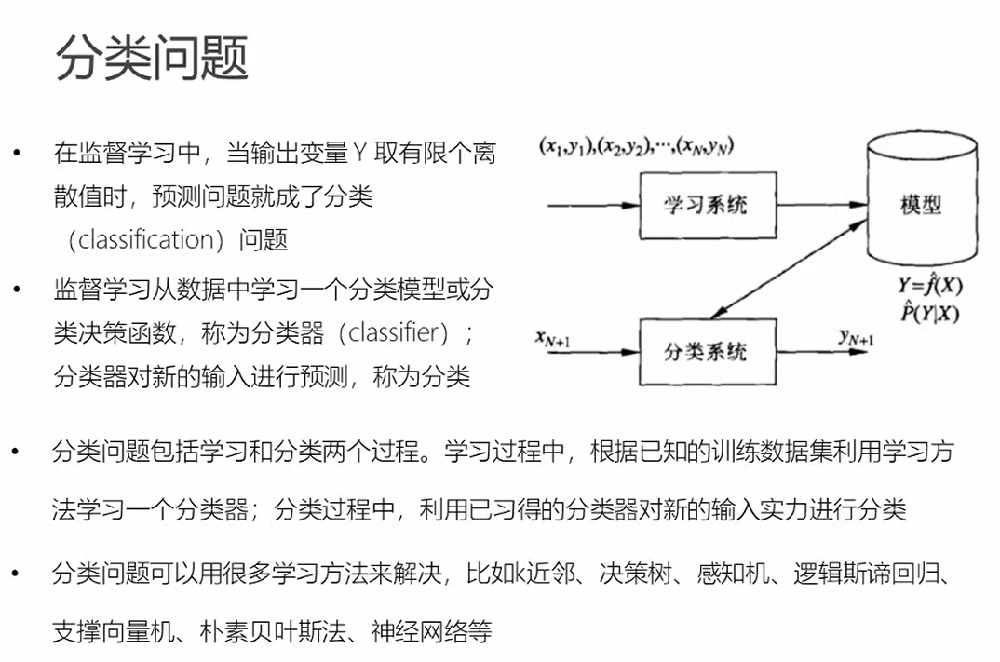 分类问题
• 在监督学习中，当输出变量 Y 取有限个离
散值时，预测问题就成了分类
（classification）问题
• 监督学习从数据中学习一个分类模型或分
类决策函数，称为分类器（classifier）；
分类器对新的输入进行预测，称为分类
(x₁,y₁),(x₂,y₂),⋯,(x_N,y_N)
学习系统
模型
Y=f̂(X)
P̂(Y|X)
x_{N+1}
分类系统
y_{N+1}
• 分类问题包括学习和分类两个过程。学习过程中，根据已知的训练数据集利用学习方
法学习一个分类器；分类过程中，利用已习得的分类器对新的输入实力进行分类
• 分类问题可以用很多学习方法来解决，比如k近邻、决策树、感知机、逻辑斯谛回归、
支撑向量机、朴素贝叶斯法、神经网络等